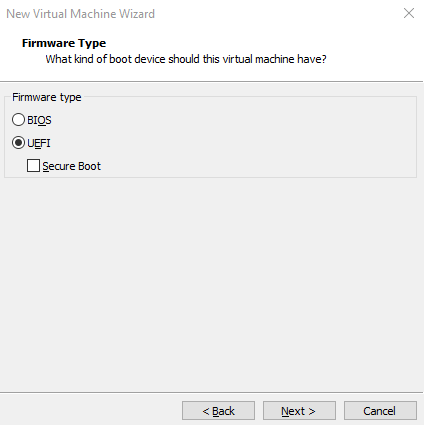 New Virtual Machine Wizard
Firmware Type
What kind of boot device should this virtual machine have?
Firmware type
BIOS
UEFI
Secure Boot
< Back
Next >
Cancel